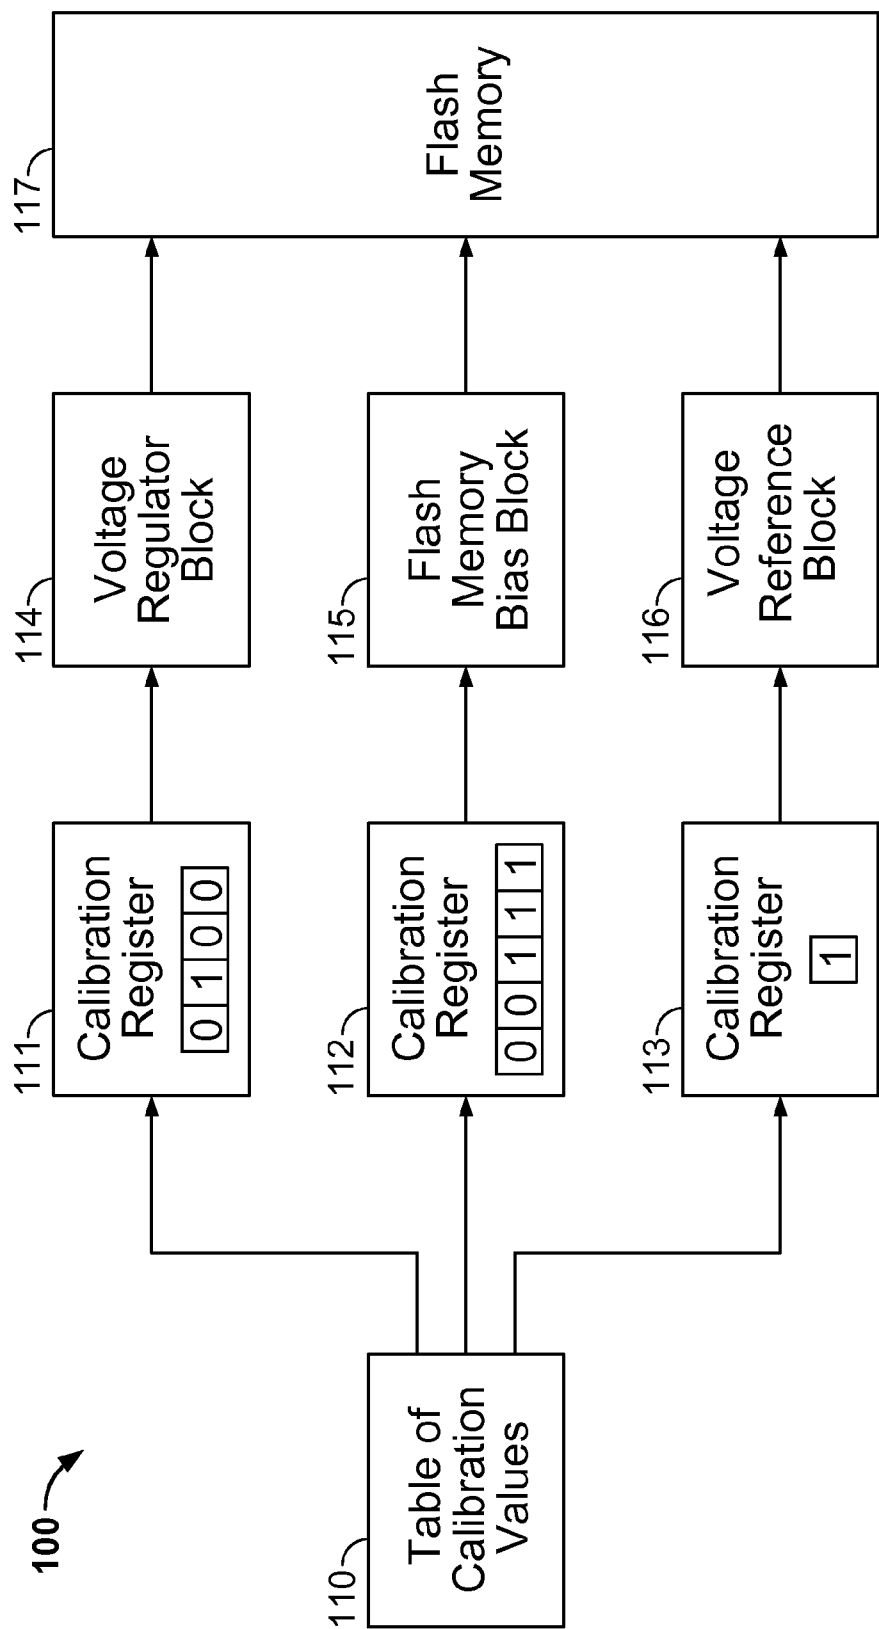 100
110
Table of
Calibration
Values
111
Calibration
Register
0 1 0 0
112
Calibration
Register
0 0 1 1 1
113
Calibration
Register
1
114
Voltage
Regulator
Block
115
Flash
Memory
Bias Block
116
Voltage
Reference
Block
117
Flash
Memory